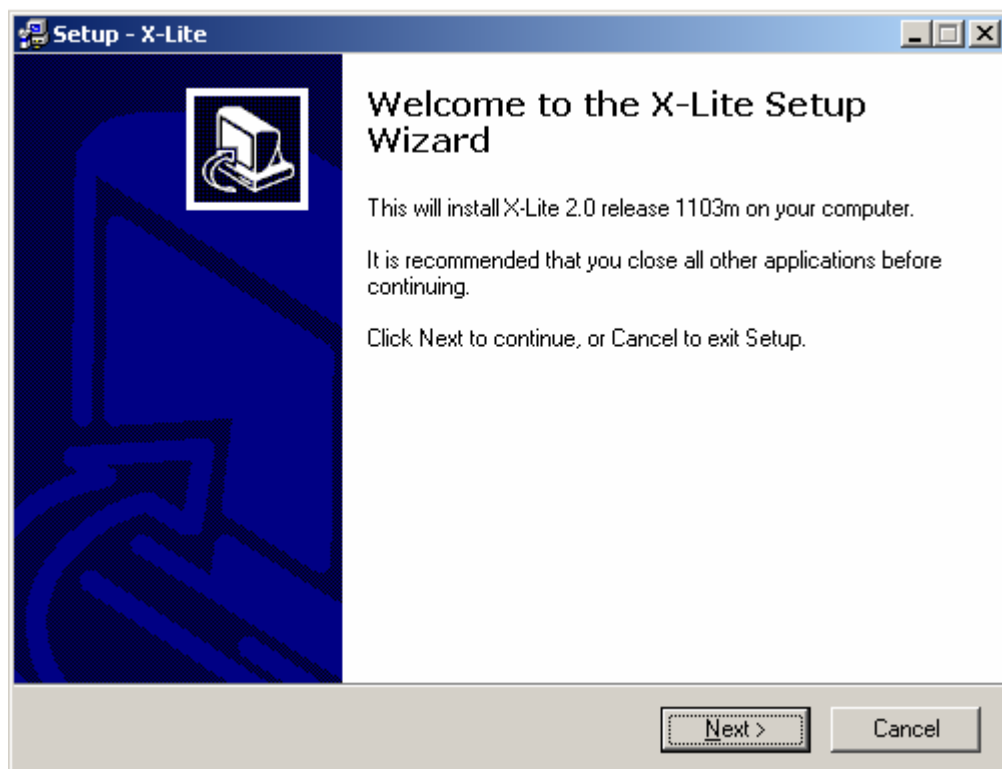 Setup - X-Lite
Welcome to the X-Lite Setup
Wizard
This will install X-Lite 2.0 release 1103m on your computer.
It is recommended that you close all other applications before
continuing.
Click Next to continue, or Cancel to exit Setup.
Next >
Cancel